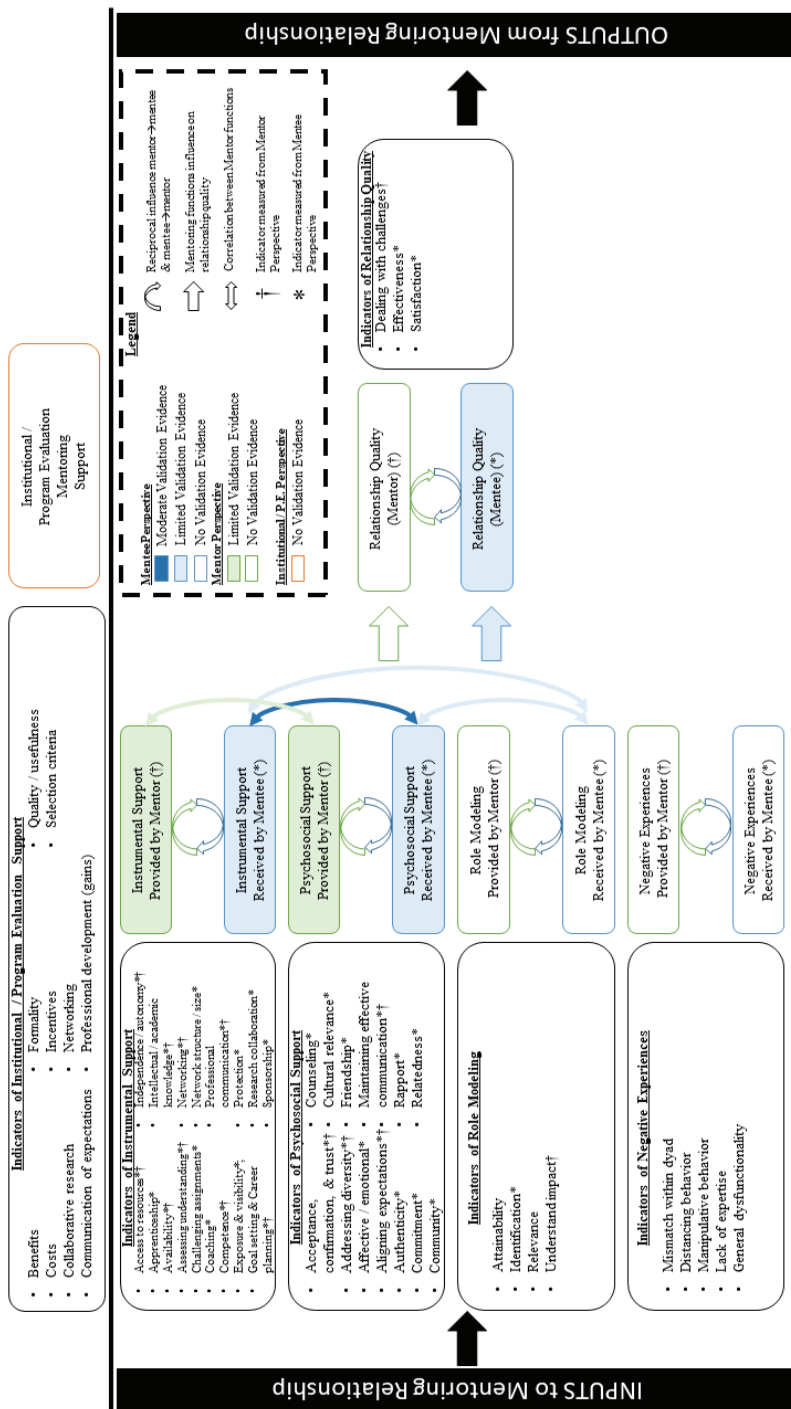 Indicators of Institutional / Program Evaluation Support
• Benefits
• Costs
• Collaborative research
• Communication of expectations
• Formality
• Incentives
• Networking
• Professional development (gains)
• Quality / usefulness
• Selection criteria
Institutional /
Program Evaluation
Mentoring
Support
INPUTS to Mentoring Relationship
Indicators of Instrumental Support
• Access to resources*†
• Apprenticeship*
• Availability*†
• Assessing understanding*†
• Challenging assignments*
• Coaching*
• Competence*†
• Exposure & visibility*;
• Goal setting & Career
planning*†
• Independence / autonomy*†
• Intellectual / academic
knowledge*†
• Networking*†
• Network structure / size*
• Professional
communication*†
• Protection*
• Research collaboration*
• Sponsorship*
Indicators of Psychosocial Support
• Acceptance,
confirmation, & trust*†
• Addressing diversity*†
• Affective / emotional*
• Aligning expectations*†
• Authenticity*
• Commitment*
• Community*
• Counseling*
• Cultural relevance*
• Friendship*
• Maintaining effective
communication*†
• Rapport*
• Relatedness*
Indicators of Role Modeling
• Attainability
• Identification*
• Relevance
• Understand impact†
Indicators of Negative Experiences
• Mismatch within dyad
• Distancing behavior
• Manipulative behavior
• Lack of expertise
• General dysfunctionality
Instrumental Support
Provided by Mentor (†)
Instrumental Support
Received by Mentee (*)
Psychosocial Support
Provided by Mentor (†)
Psychosocial Support
Received by Mentee (*)
Role Modeling
Provided by Mentor (†)
Role Modeling
Received by Mentee (*)
Negative Experiences
Provided by Mentor (†)
Negative Experiences
Received by Mentee (*)
Legend
Mentee Perspective
Moderate Validation Evidence
Limited Validation Evidence
No Validation Evidence
Mentor Perspective
Limited Validation Evidence
No Validation Evidence
Institutional / P.E. Perspective
No Validation Evidence
Reciprocal influence mentor→mentee
& mentee→mentor
Mentoring functions influence on
relationship quality
Correlation between Mentor functions
† Indicator measured from Mentor
Perspective
* Indicator measured from Mentee
Perspective
Relationship Quality
(Mentor) (†)
Relationship Quality
(Mentee) (*)
Indicators of Relationship Quality
• Dealing with challenges†
• Effectiveness*
• Satisfaction*
OUTPUTS from Mentoring Relationship